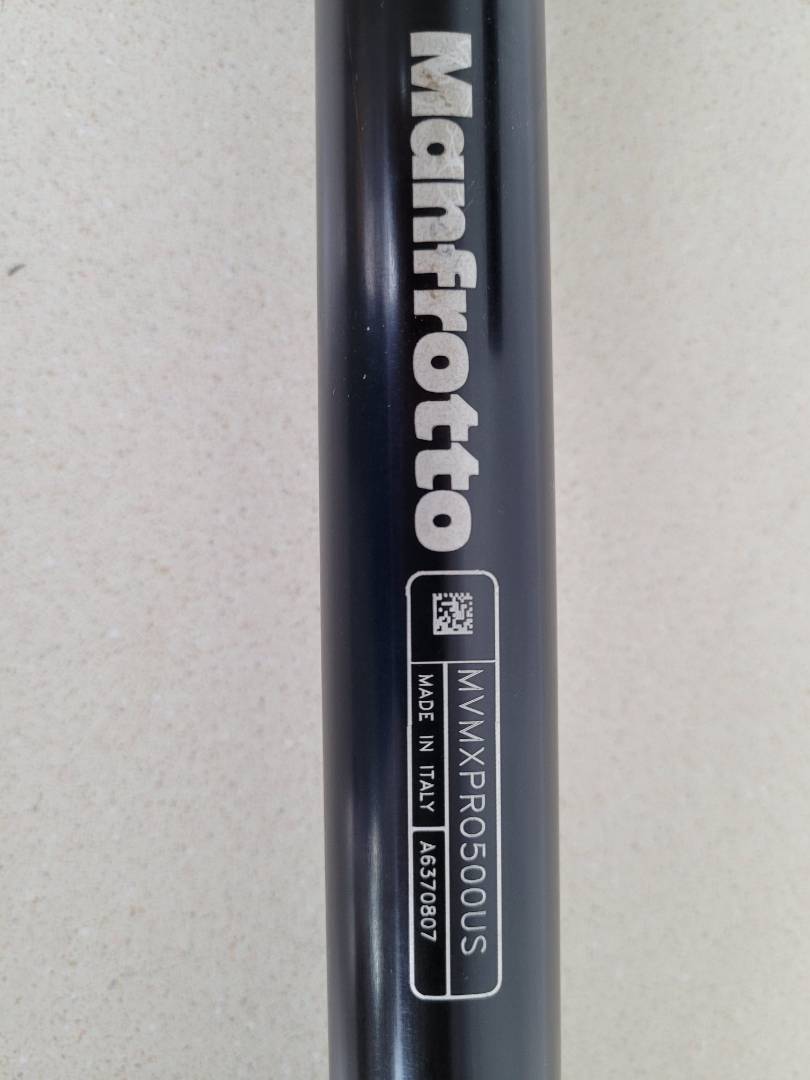 Manfrotto
MVMXPRO500US
MADE IN ITALY
A6370807